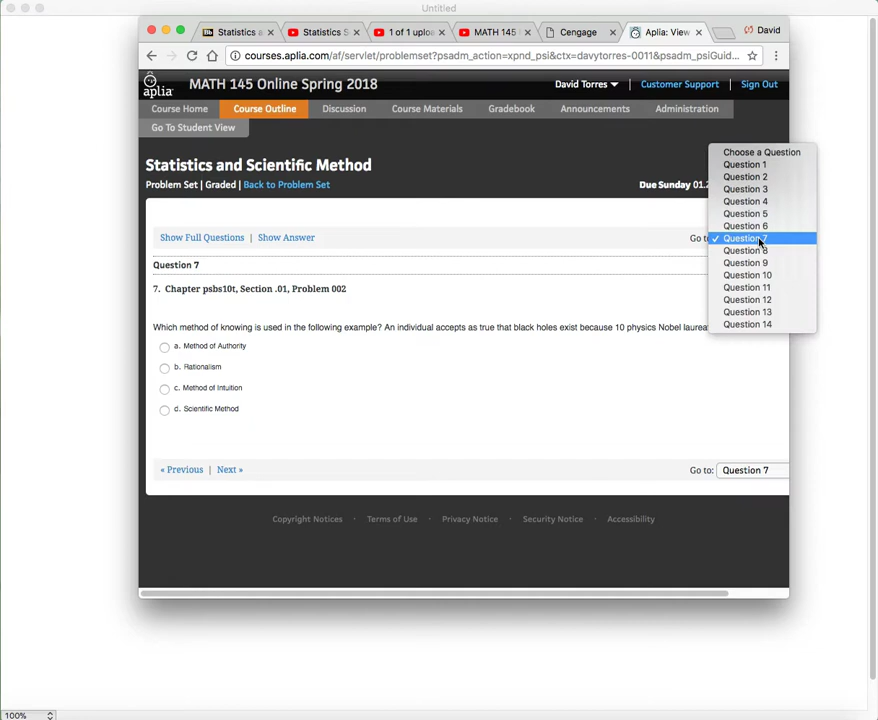 Untitled
Statistics a
Statistics S
1 of 1 uploa
MATH 145
Cengage
Aplia: View
David
courses.aplia.com/af/servlet/problemset?psadm_action=xpnd_psi&ctx=davytorres-0011&psadm_psiGuid...
aplia
MATH 145 Online Spring 2018
David Torres
Customer Support
Sign Out
Course Home
Course Outline
Discussion
Course Materials
Gradebook
Announcements
Administration
Go To Student View
Statistics and Scientific Method
Problem Set | Graded | Back to Problem Set
Due Sunday 01.2
Choose a Question
Question 1
Question 2
Question 3
Question 4
Question 5
Question 6
✓ Question 7
Question 8
Question 9
Question 10
Question 11
Question 12
Question 13
Question 14
Show Full Questions | Show Answer
Go to
Question 7
7. Chapter psbs10t, Section .01, Problem 002
Which method of knowing is used in the following example? An individual accepts as true that black holes exist because 10 physics Nobel laurea
a. Method of Authority
b. Rationalism
c. Method of Intuition
d. Scientific Method
« Previous | Next »
Go to: Question 7
Copyright Notices · Terms of Use · Privacy Notice · Security Notice · Accessibility
100%